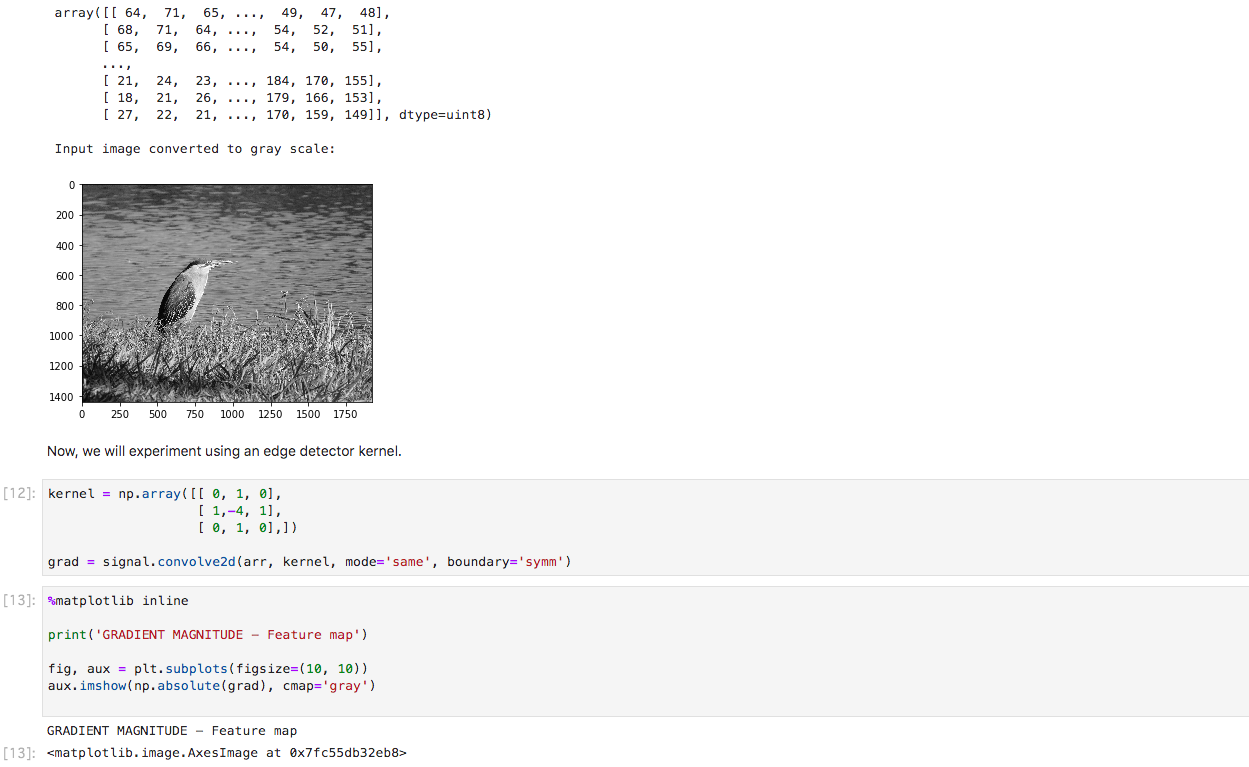 array([[ 64,  71,  65, ...,  49,  47,  48],
       [ 68,  71,  64, ...,  54,  52,  51],
       [ 65,  69,  66, ...,  54,  50,  55],
       ...,
       [ 21,  24,  23, ..., 184, 170, 155],
       [ 18,  21,  26, ..., 179, 166, 153],
       [ 27,  22,  21, ..., 170, 159, 149]], dtype=uint8)
Input image converted to gray scale:
0
200
400
600
800
1000
1200
1400
0 250 500 750 1000 1250 1500 1750
Now, we will experiment using an edge detector kernel.
[12]: kernel = np.array([[ 0, 1, 0],
                   [ 1,-4, 1],
                   [ 0, 1, 0],])
grad = signal.convolve2d(arr, kernel, mode='same', boundary='symm')
[13]: %matplotlib inline
print('GRADIENT MAGNITUDE - Feature map')
fig, aux = plt.subplots(figsize=(10, 10))
aux.imshow(np.absolute(grad), cmap='gray')
GRADIENT MAGNITUDE - Feature map
[13]: <matplotlib.image.AxesImage at 0x7fc55db32eb8>